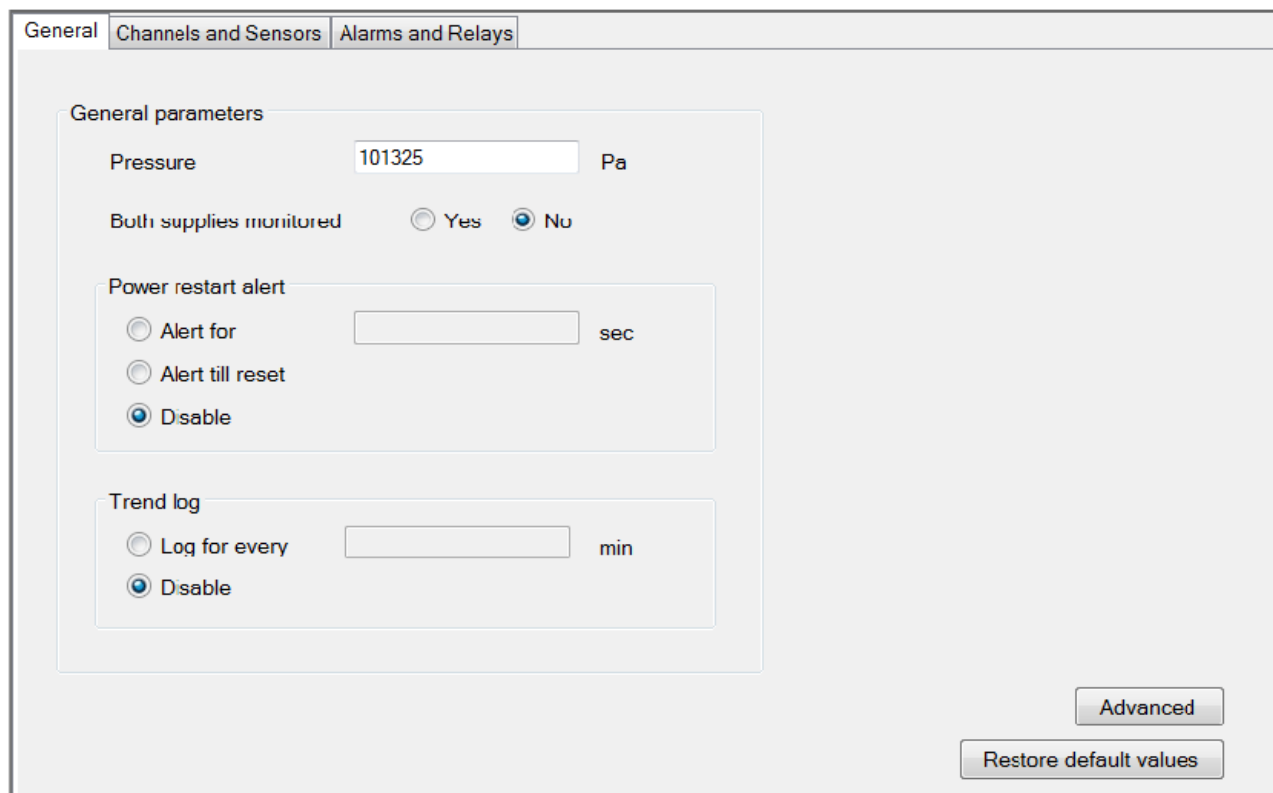 General Channels and Sensors Alarms and Relays
General parameters
Pressure 101325 Pa
Both supplies monitored Yes No
Power restart alert
Alert for sec
Alert till reset
Disable
Trend log
Log for every min
Disable
Advanced
Restore default values